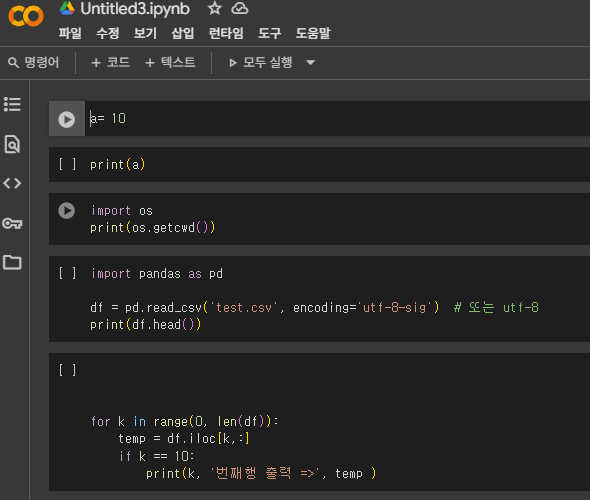 CO Untitled3.ipynb
파일 수정 보기 삽입 런타임 도구 도움말
명령어 + 코드 + 텍스트 모두 실행
a= 10
[ ] print(a)
import os
print(os.getcwd())
[ ] import pandas as pd
df = pd.read_csv('test.csv', encoding='utf-8-sig') # 또는 utf-8
print(df.head())
[ ]
for k in range(0, len(df)):
temp = df.iloc[k,:]
if k == 10:
print(k, '번째행 출력 =>', temp )